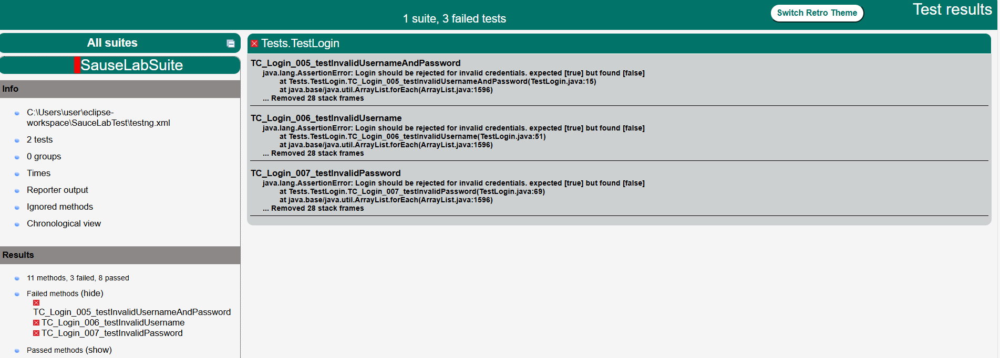 1 suite, 3 failed tests
Switch Retro Theme
Test results
All suites
SauseLabSuite
Info
C:\Users\user\eclipse-
workspace\SauceLabTest\testng.xml
2 tests
0 groups
Times
Reporter output
Ignored methods
Chronological view
Results
11 methods, 3 failed, 8 passed
Failed methods (hide)
TC_Login_005_testInvalidUsernameAndPassword
TC_Login_006_testInvalidUsername
TC_Login_007_testInvalidPassword
Passed methods (show)
Tests.TestLogin
TC_Login_005_testInvalidUsernameAndPassword
java.lang.AssertionError: Login should be rejected for invalid credentials. expected [true] but found [false]
at Tests.TestLogin.TC_Login_005_testInvalidUsernameAndPassword(TestLogin.java:15)
at java.base/java.util.ArrayList.forEach(ArrayList.java:1596)
... Removed 28 stack frames
TC_Login_006_testInvalidUsername
java.lang.AssertionError: Login should be rejected for invalid credentials. expected [true] but found [false]
at Tests.TestLogin.TC_Login_006_testInvalidUsername(TestLogin.java:51)
at java.base/java.util.ArrayList.forEach(ArrayList.java:1596)
... Removed 28 stack frames
TC_Login_007_testInvalidPassword
java.lang.AssertionError: Login should be rejected for invalid credentials. expected [true] but found [false]
at Tests.TestLogin.TC_Login_007_testInvalidPassword(TestLogin.java:69)
at java.base/java.util.ArrayList.forEach(ArrayList.java:1596)
... Removed 28 stack frames